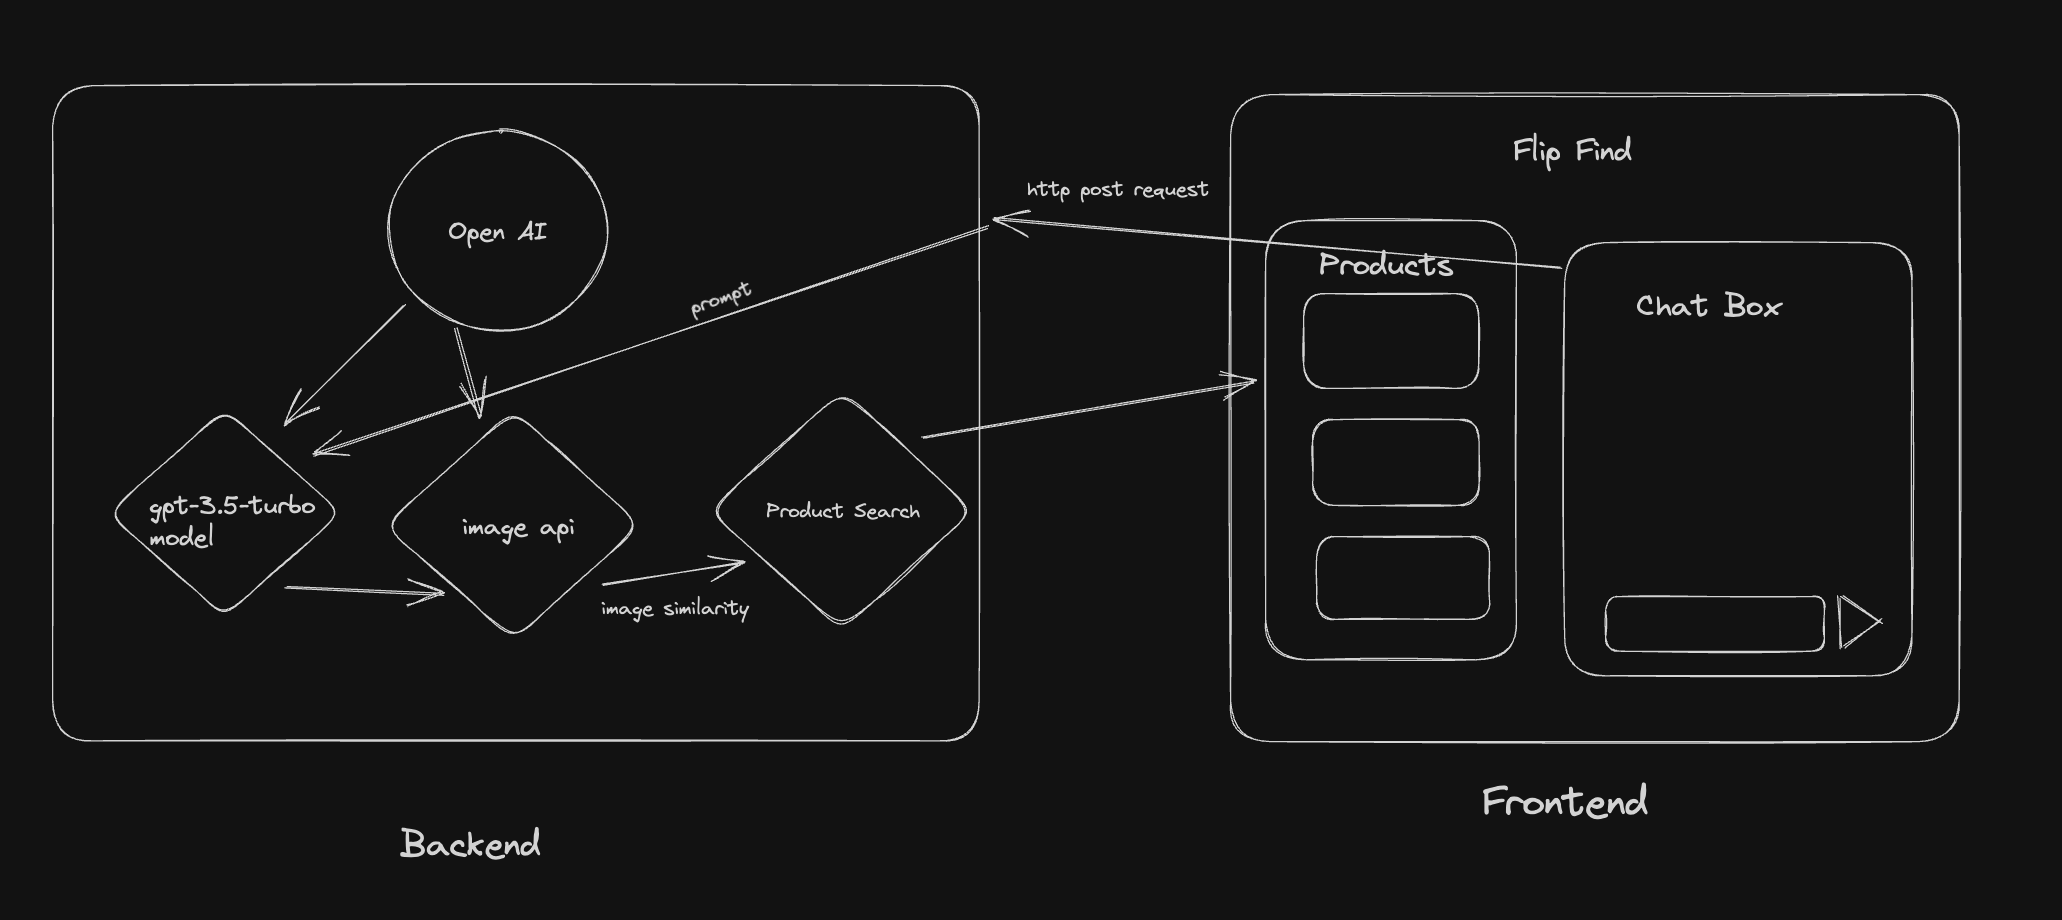 Open AI
prompt
gpt-3.5-turbo
model
image api
image similarity
Product Search
Backend
http post request
Flip Find
Products
Chat Box
Frontend